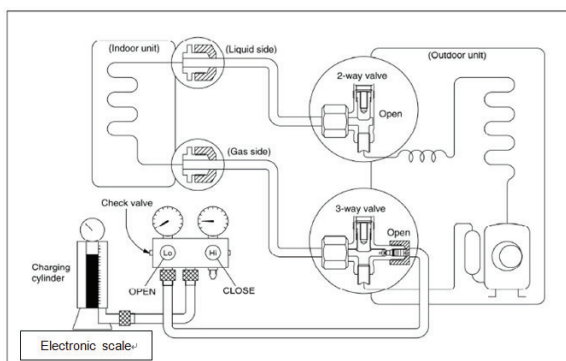 (Indoor unit)
(Liquid side)
(Outdoor unit)
2-way valve
Open
(Gas side)
3-way valve
Open
Check valve
Lo
Hi
Charging
cylinder
OPEN
CLOSE
Electronic scale